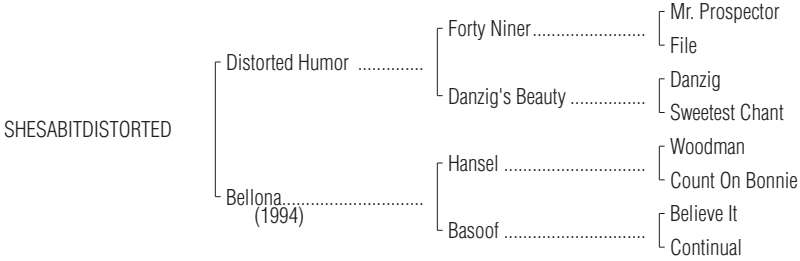 Mr. Prospector
Forty Niner........................
File
Distorted Humor ..............
Danzig
Danzig's Beauty ................
Sweetest Chant
SHESABITDISTORTED
Woodman
Hansel ..............................
Count On Bonnie
Bellona..............................
(1994)
Believe It
Basoof ..............................
Continual